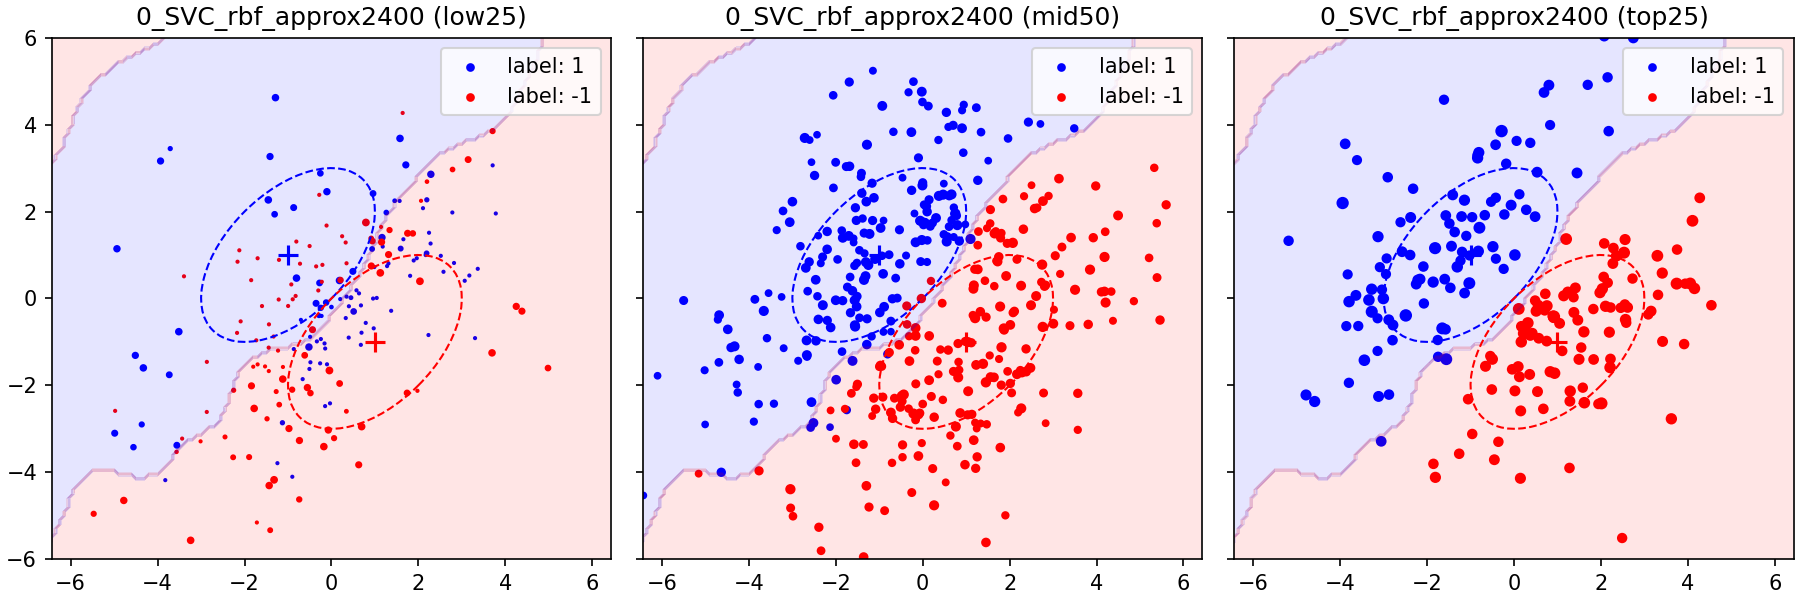 0_SVC_rbf_approx2400 (low25)
0_SVC_rbf_approx2400 (mid50)
0_SVC_rbf_approx2400 (top25)
label: 1
label: -1
label: 1
label: -1
label: 1
label: -1
6
4
2
0
−2
−4
−6
−6 −4 −2 0 2 4 6
−6 −4 −2 0 2 4 6
−6 −4 −2 0 2 4 6